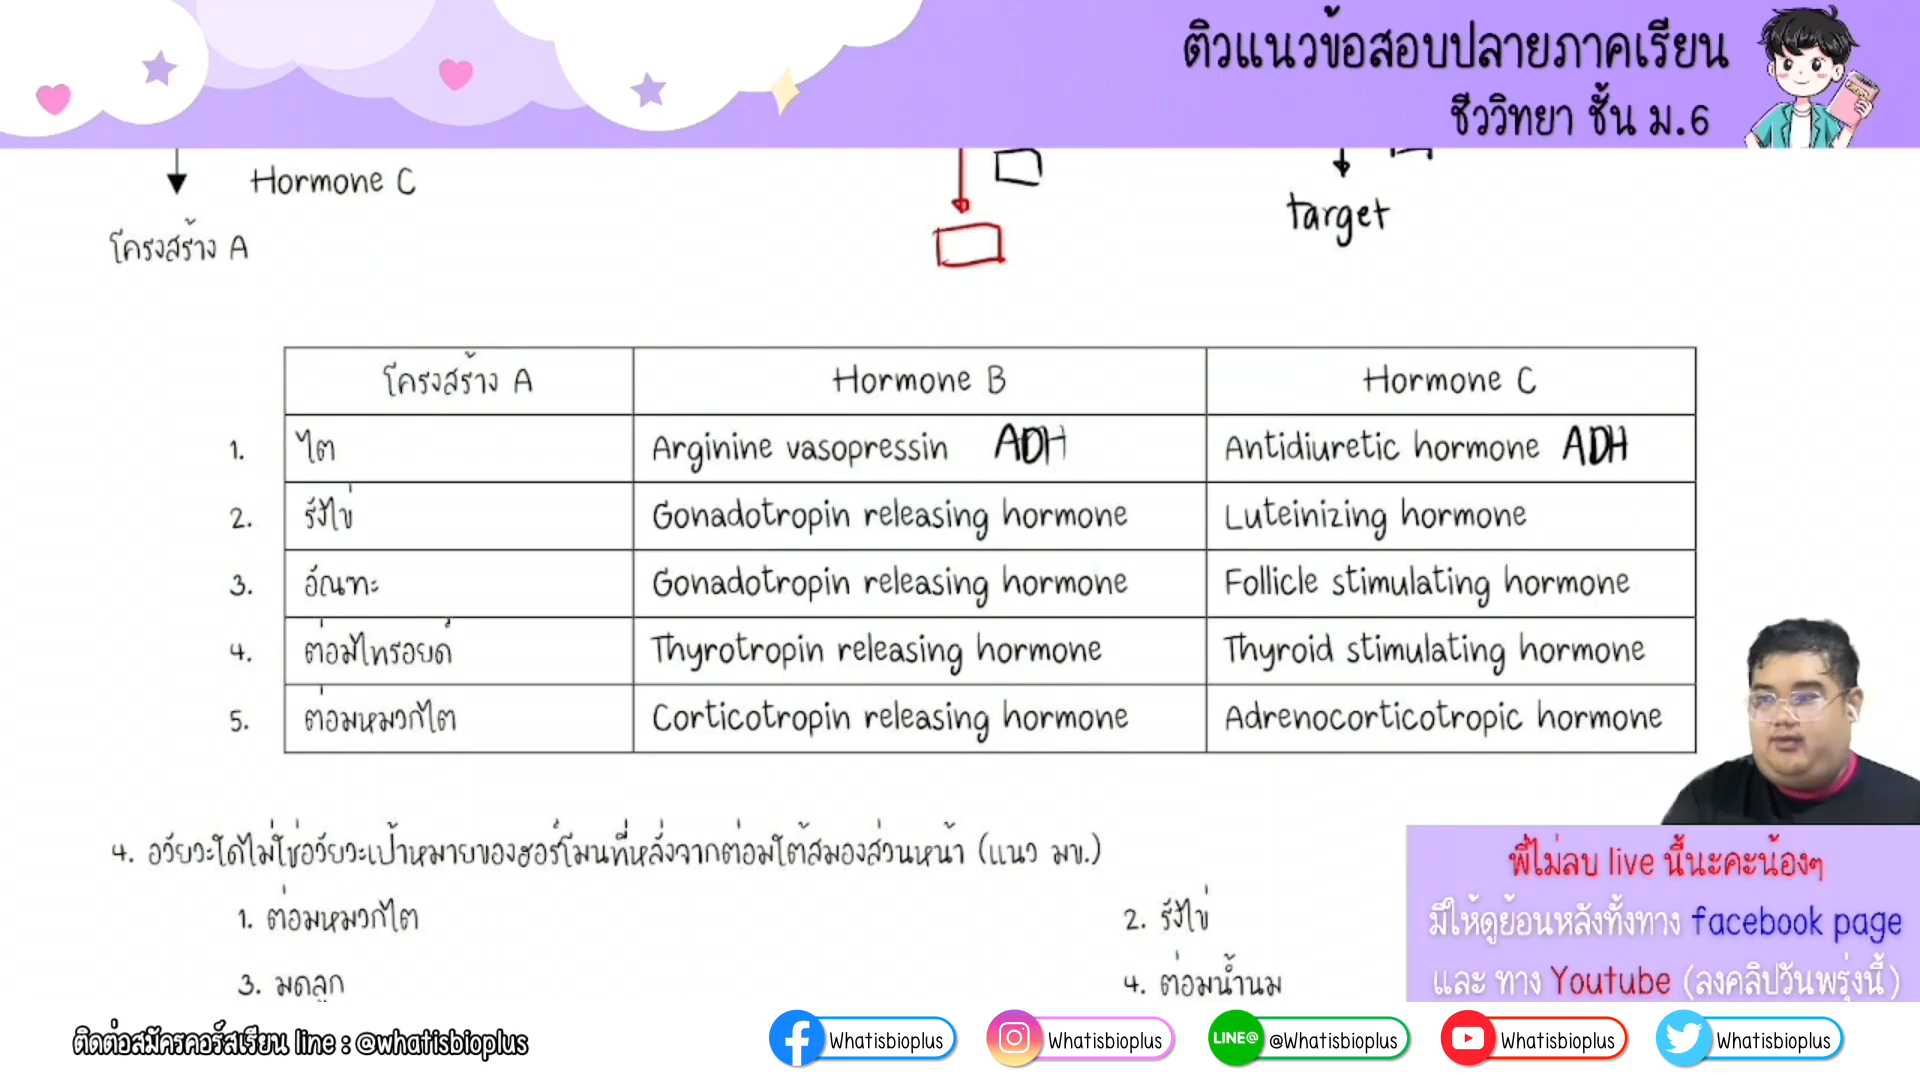 ติวแนวข้อสอบปลายภาคเรียน
ชีววิทยา ชั้น ม.6
Hormone C
โครงสร้าง A
target
โครงสร้าง A Hormone B Hormone C
1. ไต Arginine vasopressin ADH Antidiuretic hormone ADH
2. รังไข่ Gonadotropin releasing hormone Luteinizing hormone
3. อัณฑะ Gonadotropin releasing hormone Follicle stimulating hormone
4. ต่อมไทรอยด์ Thyrotropin releasing hormone Thyroid stimulating hormone
5. ต่อมหมวกไต Corticotropin releasing hormone Adrenocorticotropic hormone
4. อวัยวะใดไม่ใช่อวัยวะเป้าหมายของฮอร์โมนที่หลั่งจากต่อมใต้สมองส่วนหน้า (แนว มข.)
1. ต่อมหมวกไต 2. รังไข่
3. มดลูก 4. ต่อมน้ำนม
พี่ไม่ลบ live นี้นะคะน้องๆ
มีให้ดูย้อนหลังทั้งทาง facebook page
และ ทาง Youtube (ลงคลิปวันพรุ่งนี้)
ติดต่อสมัครคอร์สเรียน line : @whatisbioplus
Whatisbioplus Whatisbioplus LINE@ @Whatisbioplus Whatisbioplus Whatisbioplus